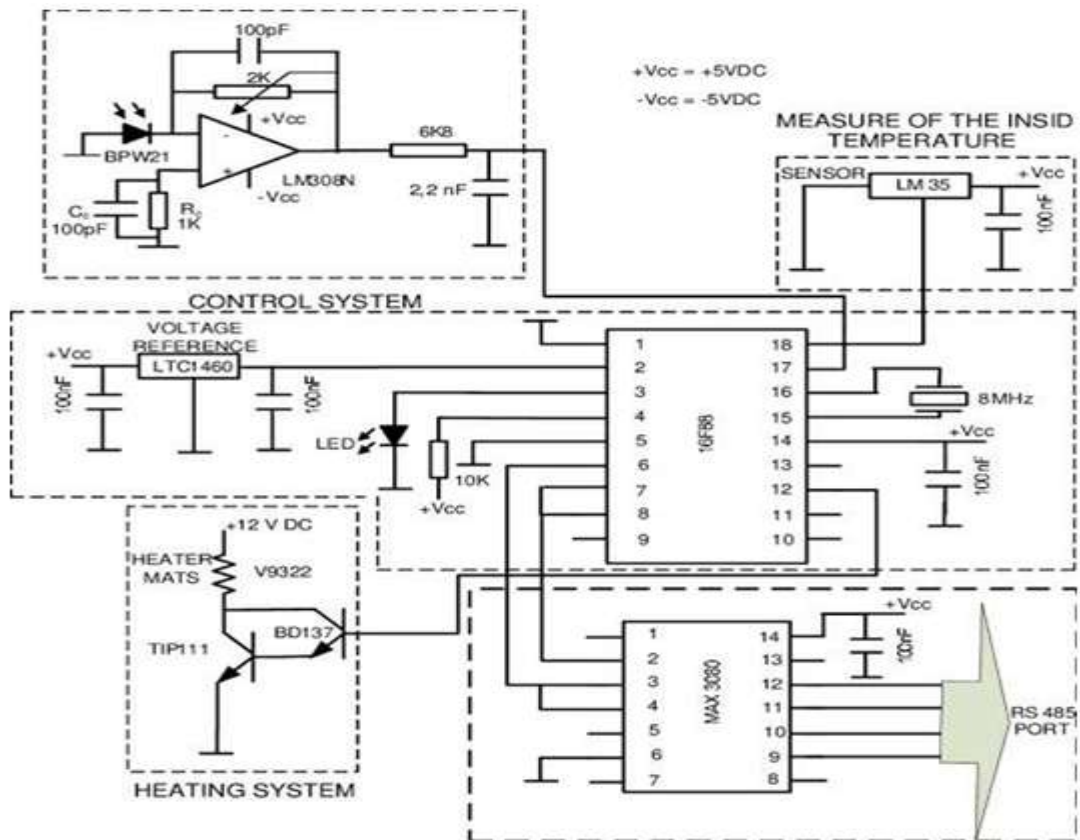 100pF
2K
+Vcc
BPW21
LM308N
-Vcc
C₀
100pF
1K
6K8
2,2 nF
+Vcc = +5VDC
-Vcc = -5VDC
MEASURE OF THE INSID
TEMPERATURE
SENSOR
LM 35
+Vcc
100nF
CONTROL SYSTEM
VOLTAGE
REFERENCE
+Vcc
LTC1460
100nF
100nF
LED
10K
+Vcc
1
2
3
4
5
6
7
8
9
16F88
18
17
16
15
14
13
12
11
10
8MHz
+Vcc
100nF
+12 V DC
HEATER
MATS
V9322
BD137
TIP111
HEATING SYSTEM
1
2
3
4
5
6
7
MAX 3080
14
13
12
11
10
9
8
+Vcc
100nF
RS 485
PORT